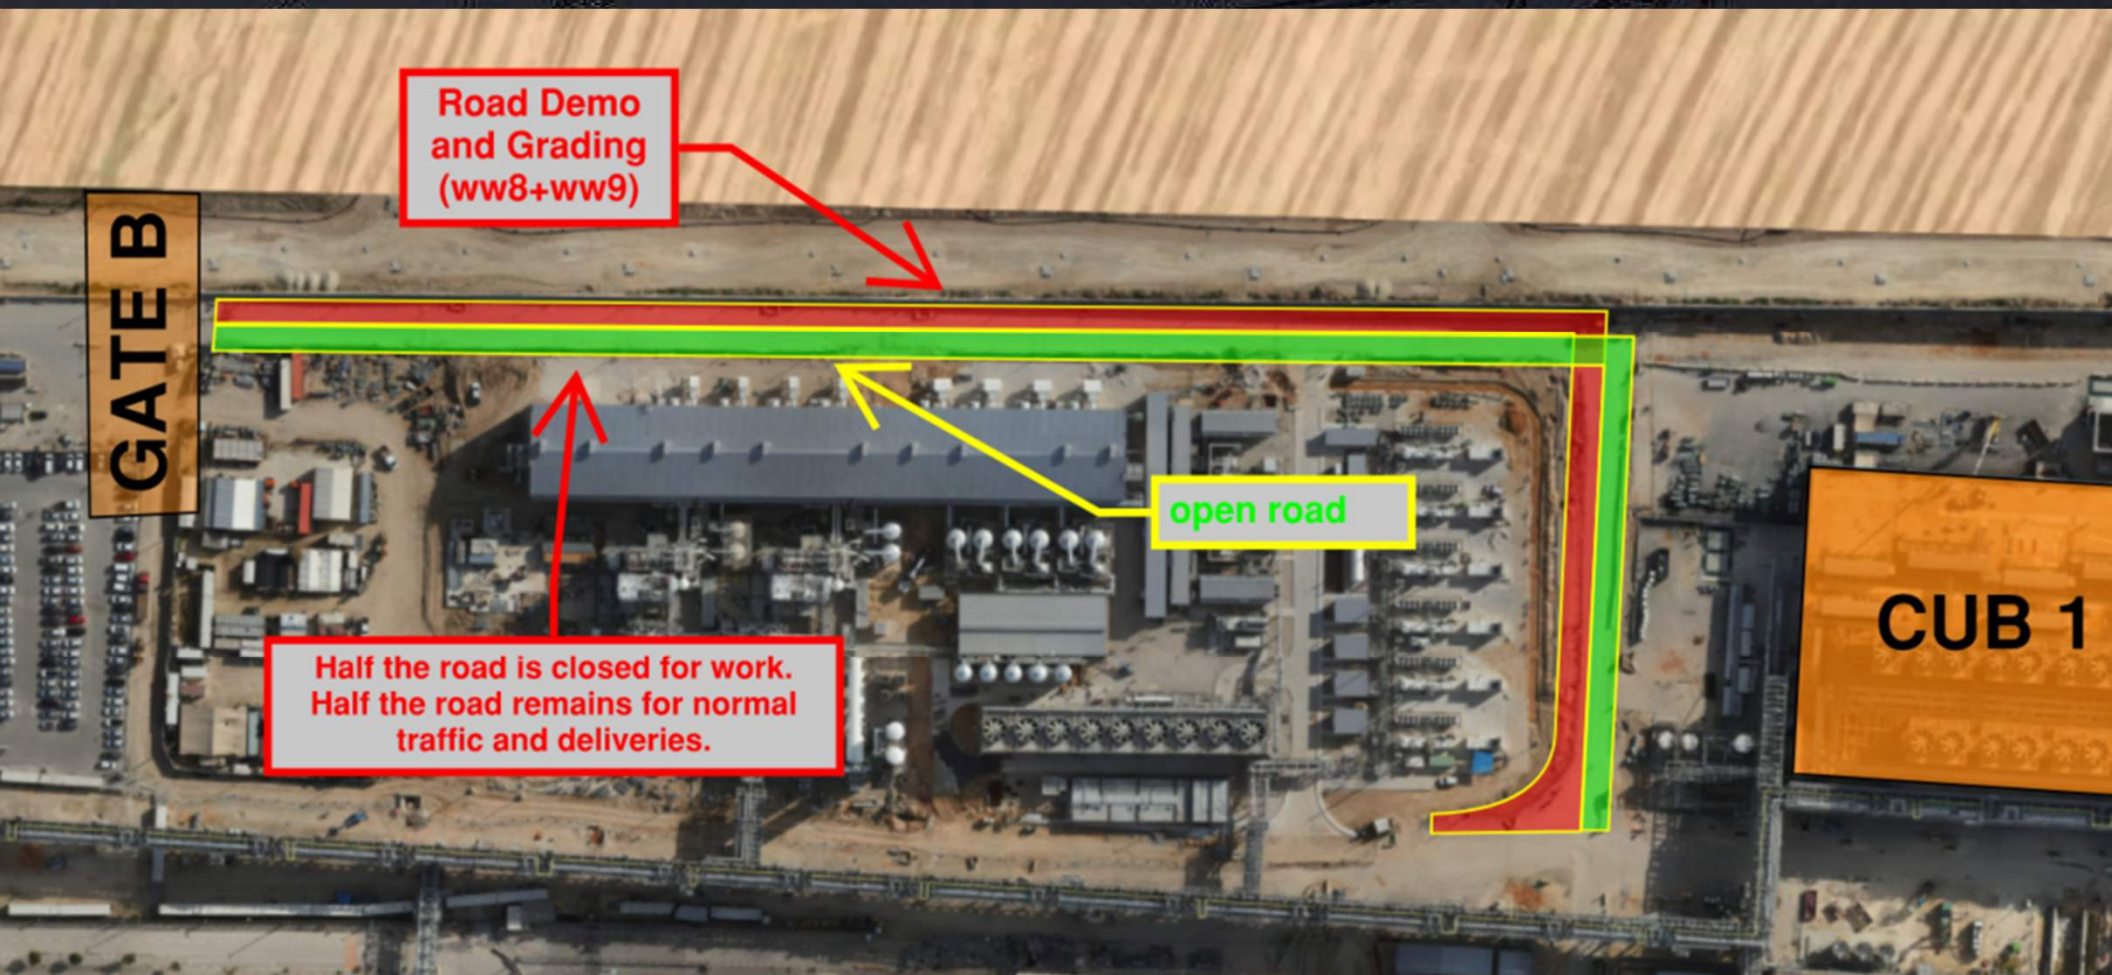 Road Demo
and Grading
(ww8+ww9)
GATE B
open road
CUB 1
Half the road is closed for work.
Half the road remains for normal
traffic and deliveries.